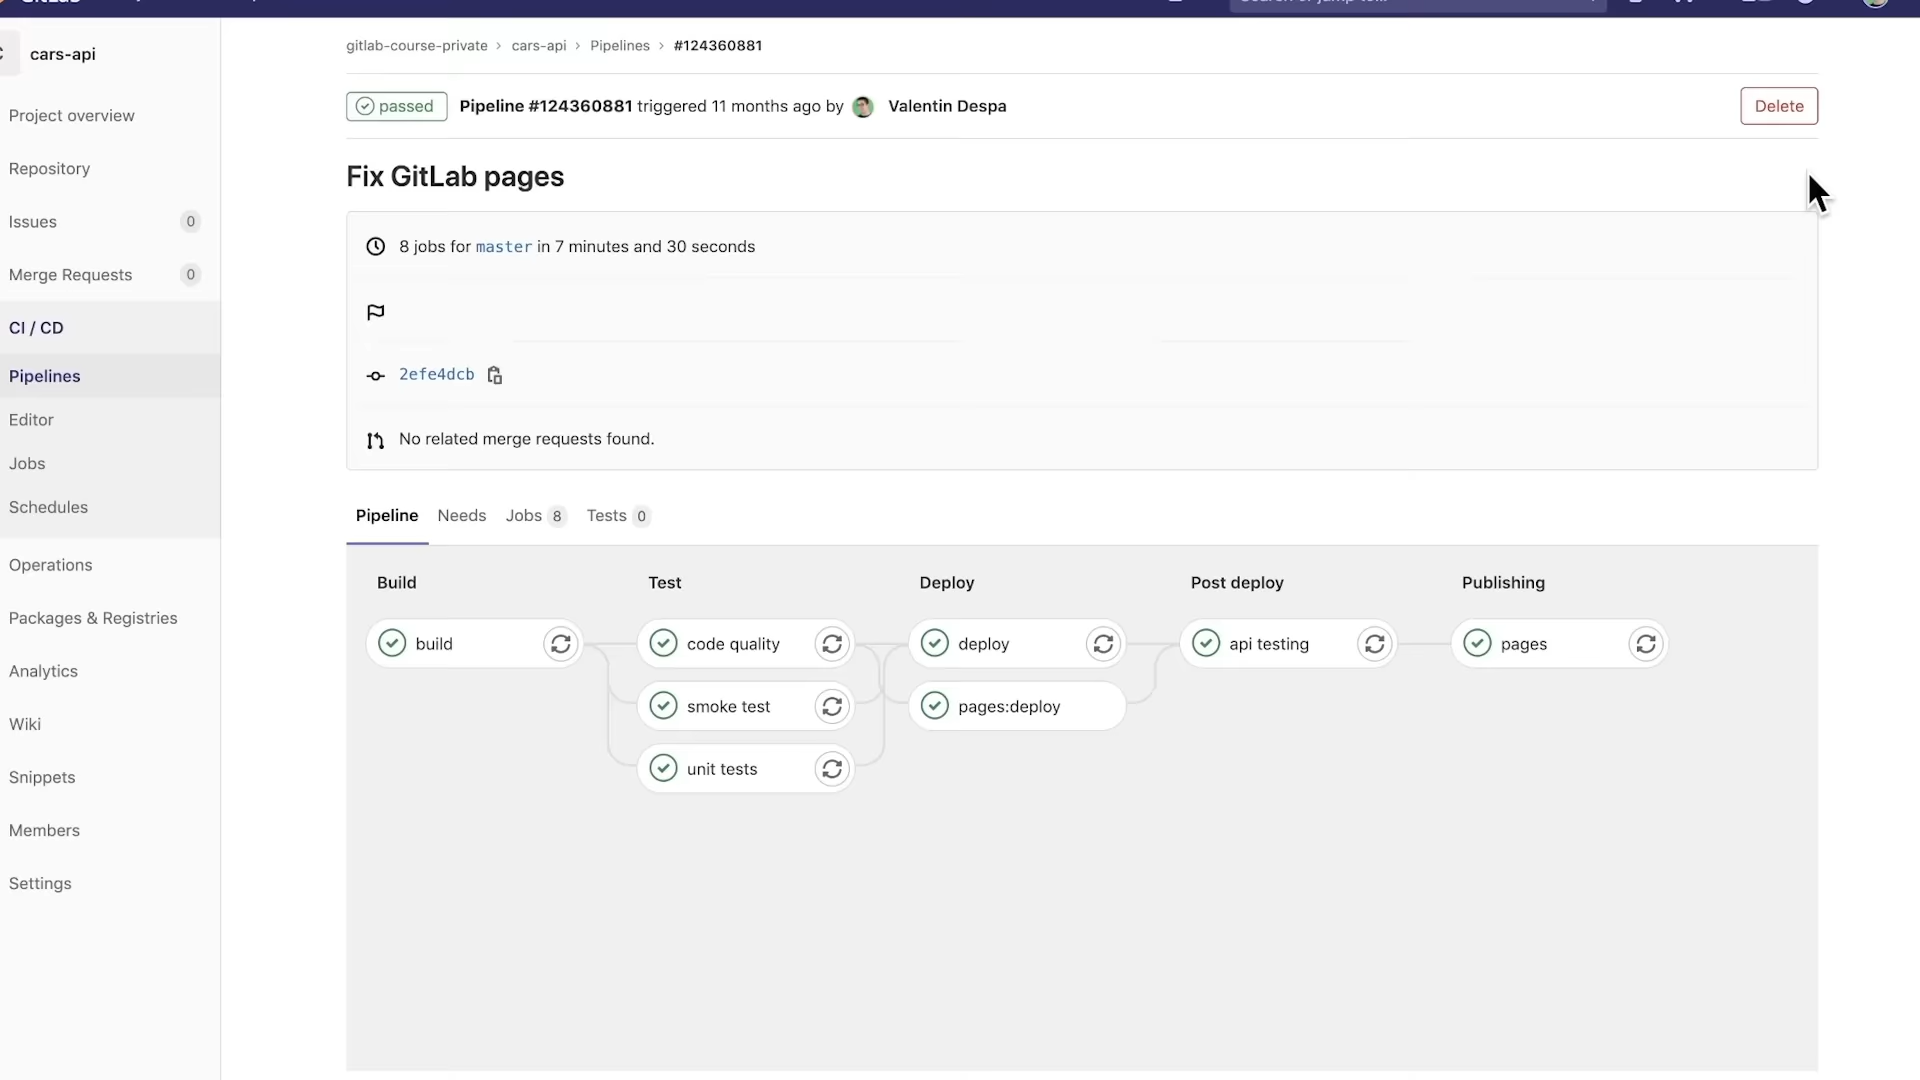 cars-api
Project overview
Repository
Issues 0
Merge Requests 0
CI / CD
Pipelines
Editor
Jobs
Schedules
Operations
Packages & Registries
Analytics
Wiki
Snippets
Members
Settings
gitlab-course-private › cars-api › Pipelines › #124360881
passed Pipeline #124360881 triggered 11 months ago by Valentin Despa
Delete
Fix GitLab pages
8 jobs for master in 7 minutes and 30 seconds
2efe4dcb
No related merge requests found.
Pipeline Needs Jobs 8 Tests 0
Build Test Deploy Post deploy Publishing
build code quality deploy api testing pages
smoke test pages:deploy
unit tests